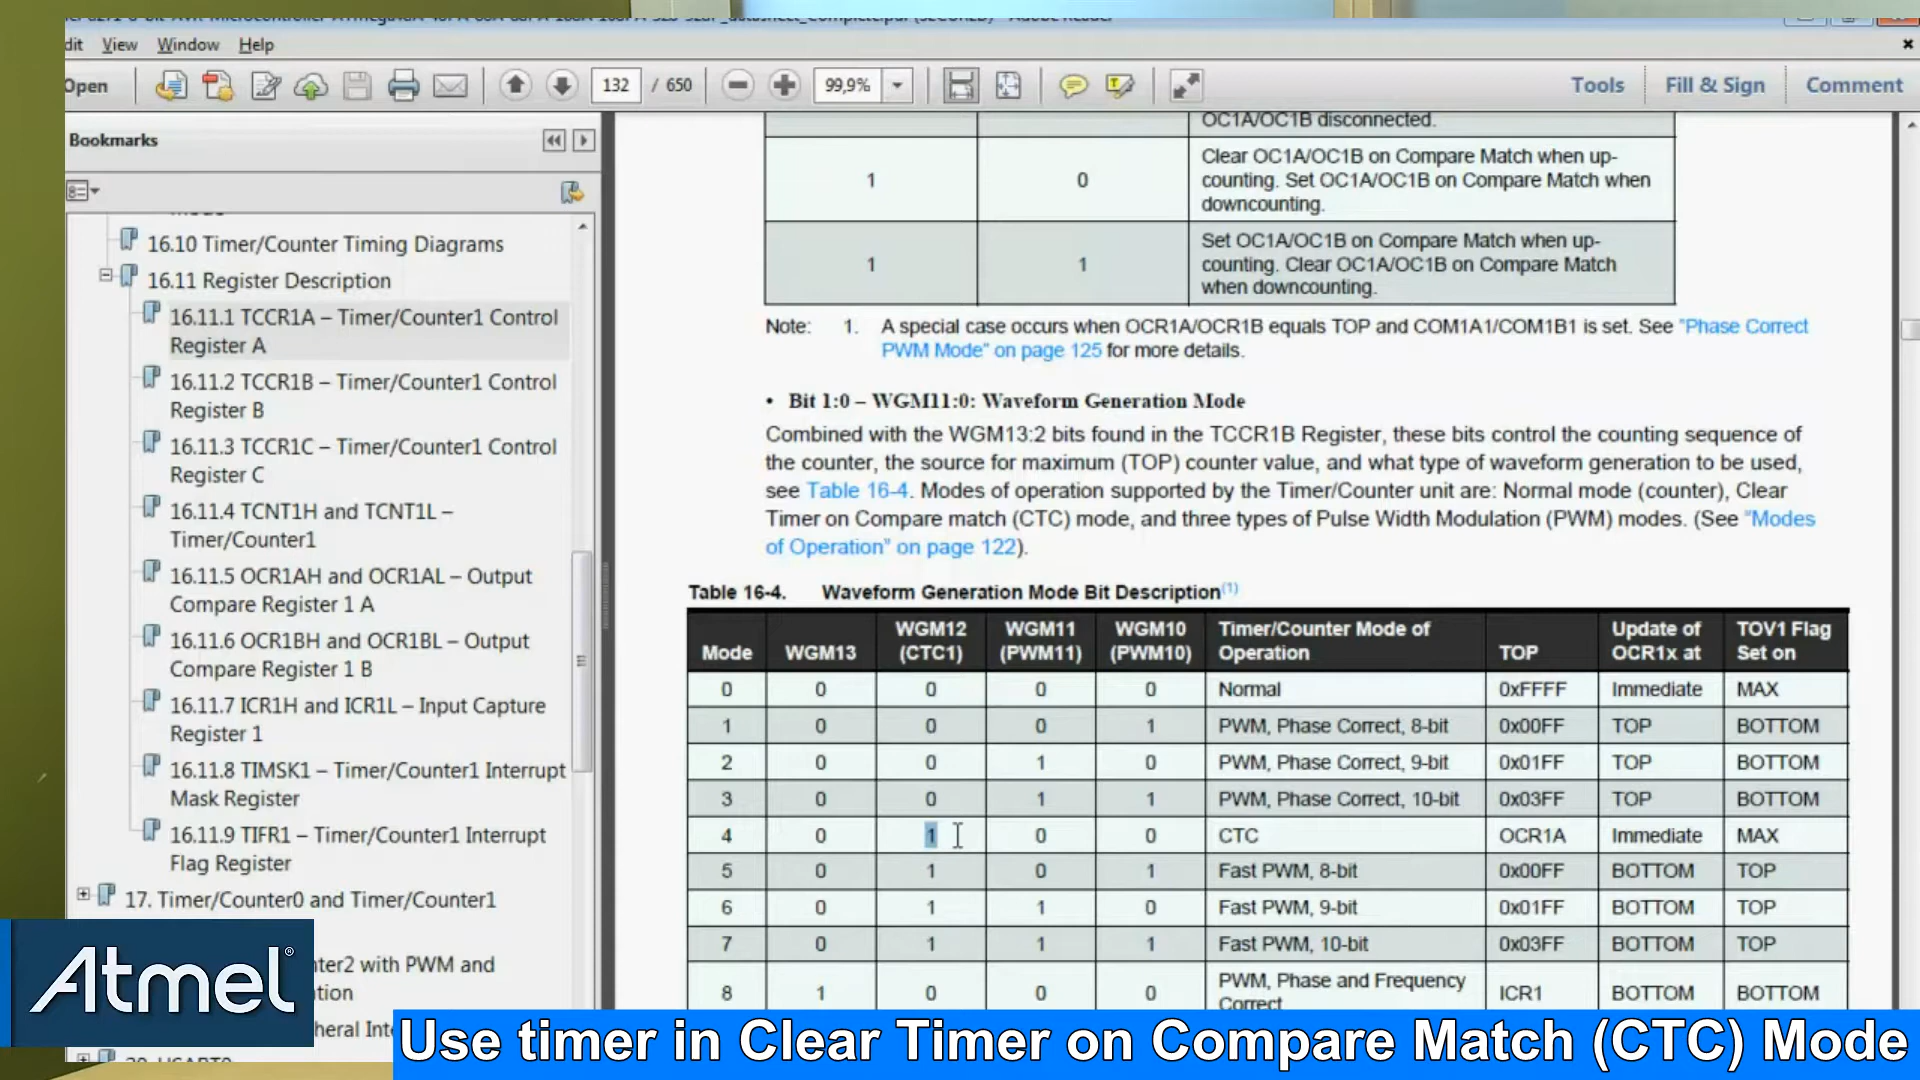 dit View Window Help
Open 132 / 650 99,9% Tools Fill & Sign Comment
Bookmarks
16.10 Timer/Counter Timing Diagrams
16.11 Register Description
16.11.1 TCCR1A – Timer/Counter1 Control
Register A
16.11.2 TCCR1B – Timer/Counter1 Control
Register B
16.11.3 TCCR1C – Timer/Counter1 Control
Register C
16.11.4 TCNT1H and TCNT1L –
Timer/Counter1
16.11.5 OCR1AH and OCR1AL – Output
Compare Register 1 A
16.11.6 OCR1BH and OCR1BL – Output
Compare Register 1 B
16.11.7 ICR1H and ICR1L – Input Capture
Register 1
16.11.8 TIMSK1 – Timer/Counter1 Interrupt
Mask Register
16.11.9 TIFR1 – Timer/Counter1 Interrupt
Flag Register
17. Timer/Counter0 and Timer/Counter1
nter2 with PWM and
tion
heral Int
OC1A/OC1B disconnected.
1 0 Clear OC1A/OC1B on Compare Match when up-
counting. Set OC1A/OC1B on Compare Match when
downcounting.
1 1 Set OC1A/OC1B on Compare Match when up-
counting. Clear OC1A/OC1B on Compare Match
when downcounting.
Note: 1. A special case occurs when OCR1A/OCR1B equals TOP and COM1A1/COM1B1 is set. See "Phase Correct
PWM Mode" on page 125 for more details.
• Bit 1:0 – WGM11:0: Waveform Generation Mode
Combined with the WGM13:2 bits found in the TCCR1B Register, these bits control the counting sequence of
the counter, the source for maximum (TOP) counter value, and what type of waveform generation to be used,
see Table 16-4. Modes of operation supported by the Timer/Counter unit are: Normal mode (counter), Clear
Timer on Compare match (CTC) mode, and three types of Pulse Width Modulation (PWM) modes. (See "Modes
of Operation" on page 122).
Table 16-4. Waveform Generation Mode Bit Description(1)
Mode WGM13 WGM12 (CTC1) WGM11 (PWM11) WGM10 (PWM10) Timer/Counter Mode of Operation TOP Update of OCR1x at TOV1 Flag Set on
0 0 0 0 0 Normal 0xFFFF Immediate MAX
1 0 0 0 1 PWM, Phase Correct, 8-bit 0x00FF TOP BOTTOM
2 0 0 1 0 PWM, Phase Correct, 9-bit 0x01FF TOP BOTTOM
3 0 0 1 1 PWM, Phase Correct, 10-bit 0x03FF TOP BOTTOM
4 0 1 0 0 CTC OCR1A Immediate MAX
5 0 1 0 1 Fast PWM, 8-bit 0x00FF BOTTOM TOP
6 0 1 1 0 Fast PWM, 9-bit 0x01FF BOTTOM TOP
7 0 1 1 1 Fast PWM, 10-bit 0x03FF BOTTOM TOP
8 1 0 0 0 PWM, Phase and Frequency Correct ICR1 BOTTOM BOTTOM
Atmel®
Use timer in Clear Timer on Compare Match (CTC) Mode